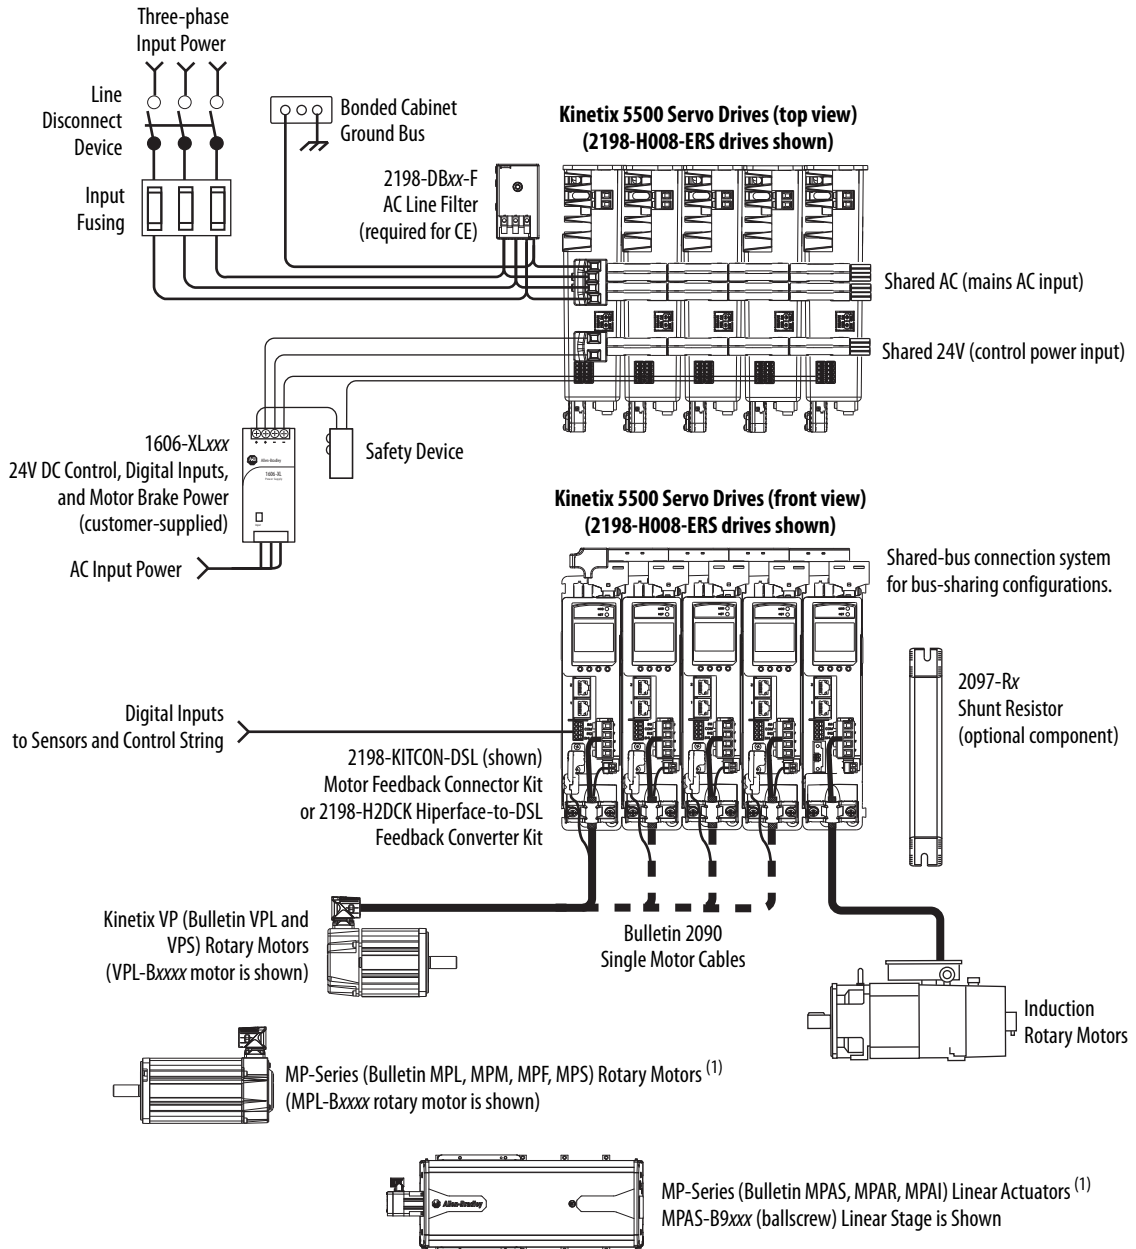 Three-phase
Input Power
Line
Disconnect
Device
Input
Fusing
Bonded Cabinet
Ground Bus
2198-DBxx-F
AC Line Filter
(required for CE)
Kinetix 5500 Servo Drives (top view)
(2198-H008-ERS drives shown)
Shared AC (mains AC input)
Shared 24V (control power input)
1606-XLxxx
24V DC Control, Digital Inputs,
and Motor Brake Power
(customer-supplied)
Allen-Bradley
1606-XL
Power Supply
AC Input Power
Safety Device
Kinetix 5500 Servo Drives (front view)
(2198-H008-ERS drives shown)
Shared-bus connection system
for bus-sharing configurations.
2097-Rx
Shunt Resistor
(optional component)
Digital Inputs
to Sensors and Control String
2198-KITCON-DSL (shown)
Motor Feedback Connector Kit
or 2198-H2DCK Hiperface-to-DSL
Feedback Converter Kit
Kinetix VP (Bulletin VPL and
VPS) Rotary Motors
(VPL-Bxxxx motor is shown)
Bulletin 2090
Single Motor Cables
Induction
Rotary Motors
MP-Series (Bulletin MPL, MPM, MPF, MPS) Rotary Motors (1)
(MPL-Bxxxx rotary motor is shown)
Allen-Bradley
MP-Series (Bulletin MPAS, MPAR, MPAI) Linear Actuators (1)
MPAS-B9xxx (ballscrew) Linear Stage is Shown